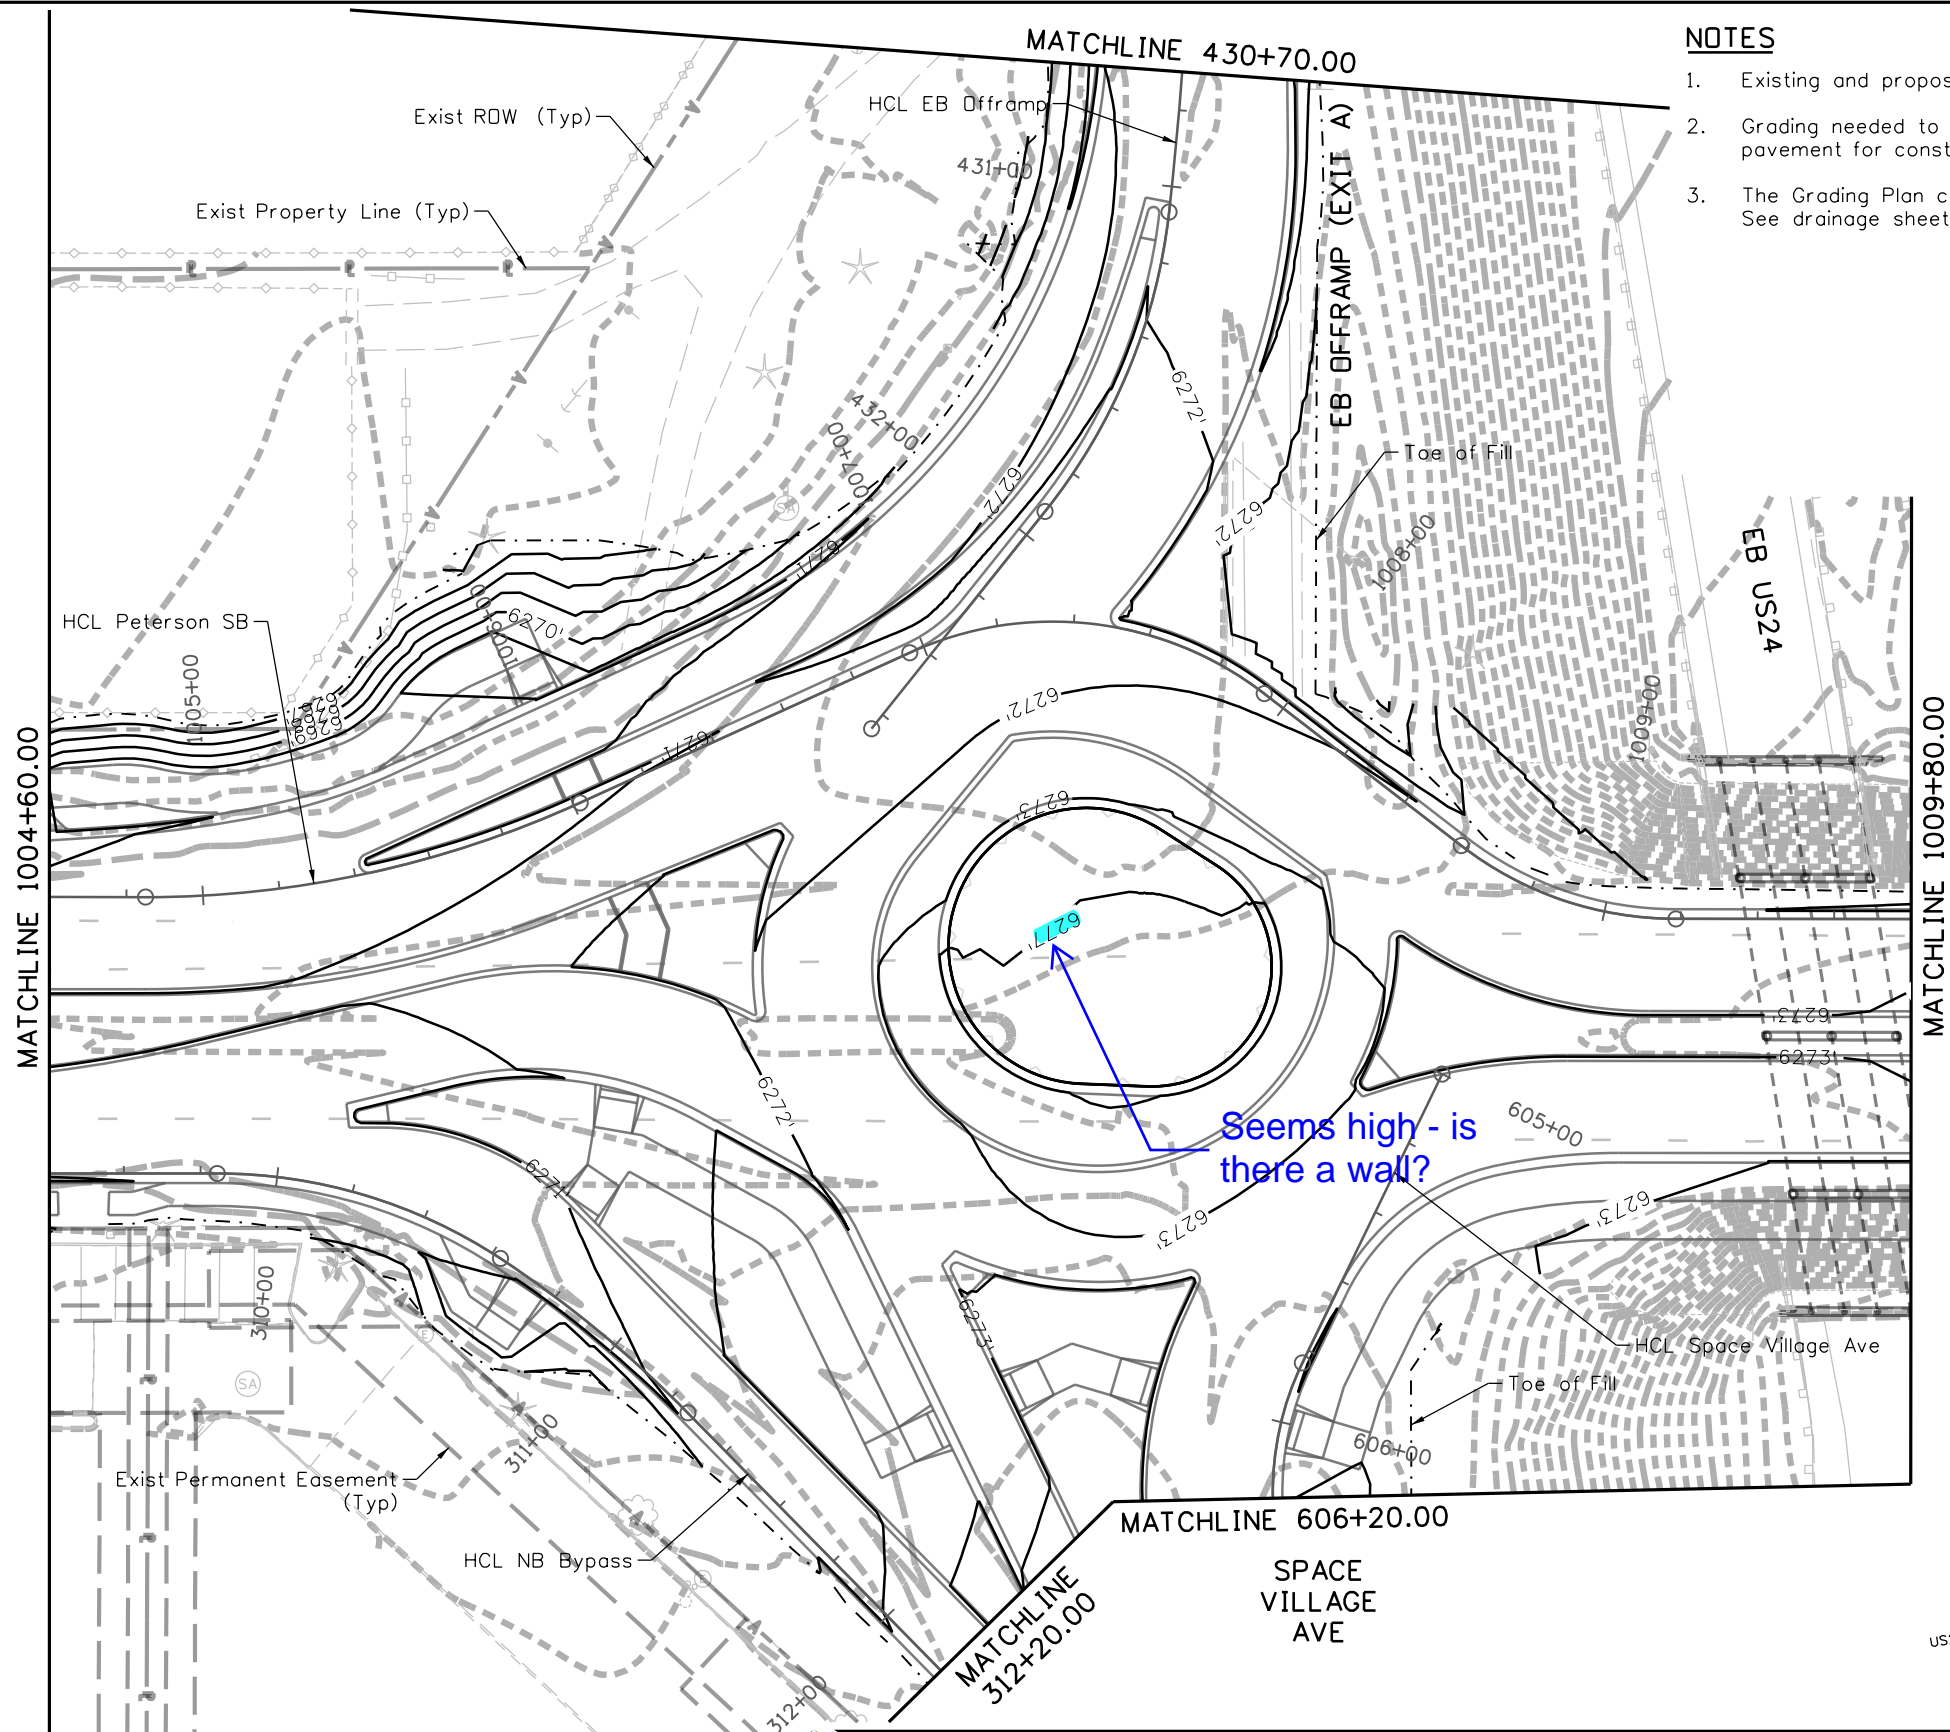 MATCHLINE 430+70.00
NOTES
1. Existing and propos
2. Grading needed to
pavement for const
3. The Grading Plan c
See drainage sheet
Exist ROW (Typ)
HCL EB Offramp
431+00
Exist Property Line (Typ)
EB OFFRAMP (EXIT A)
6272'
432+00
Toe of Fill
6272'
6272'
1008+00
EB US24
6271'
6270'
HCL Peterson SB
1005+00
1009+00
6269
6272'
6271'
MATCHLINE 1004+60.00
MATCHLINE 1009+80.00
6273'
6277'
6273'
6273'
Seems high - is
there a wall?
6272'
605+00
6271'
6273'
6273'
310+00
6273'
HCL Space Village Ave
SA
E
Toe of Fill
311+00
606+00
Exist Permanent Easement
(Typ)
MATCHLINE 606+20.00
HCL NB Bypass
SPACE
VILLAGE
AVE
MATCHLINE
312+20.00
312+00